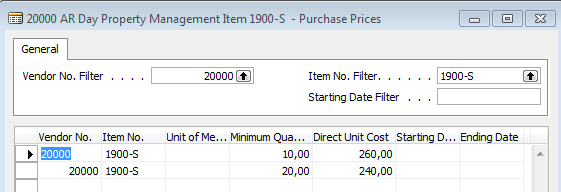 20000 AR Day Property Management Item 1900-S - Purchase Prices
General
Vendor No. Filter . . . . 20000 Item No. Filter. . . . . . 1900-S
Starting Date Filter . . .
Vendor No. Item No. Unit of Me... Minimum Qua... Direct Unit Cost Starting D... Ending Date
20000 1900-S 10,00 260,00
20000 1900-S 20,00 240,00